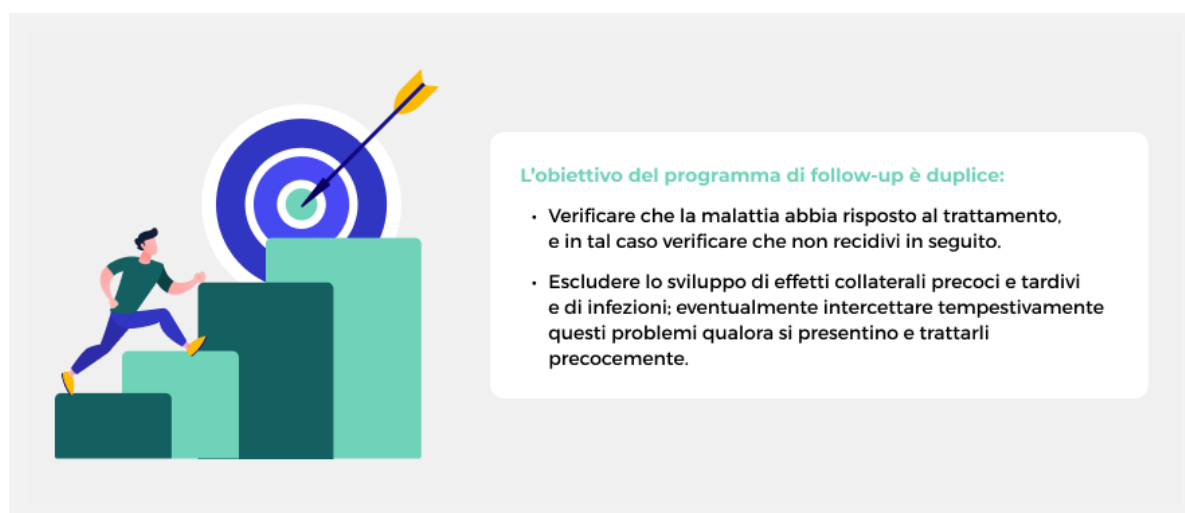 L'obiettivo del programma di follow-up è duplice:
• Verificare che la malattia abbia risposto al trattamento,
e in tal caso verificare che non recidivi in seguito.
• Escludere lo sviluppo di effetti collaterali precoci e tardivi
e di infezioni; eventualmente intercettare tempestivamente
questi problemi qualora si presentino e trattarli
precocemente.